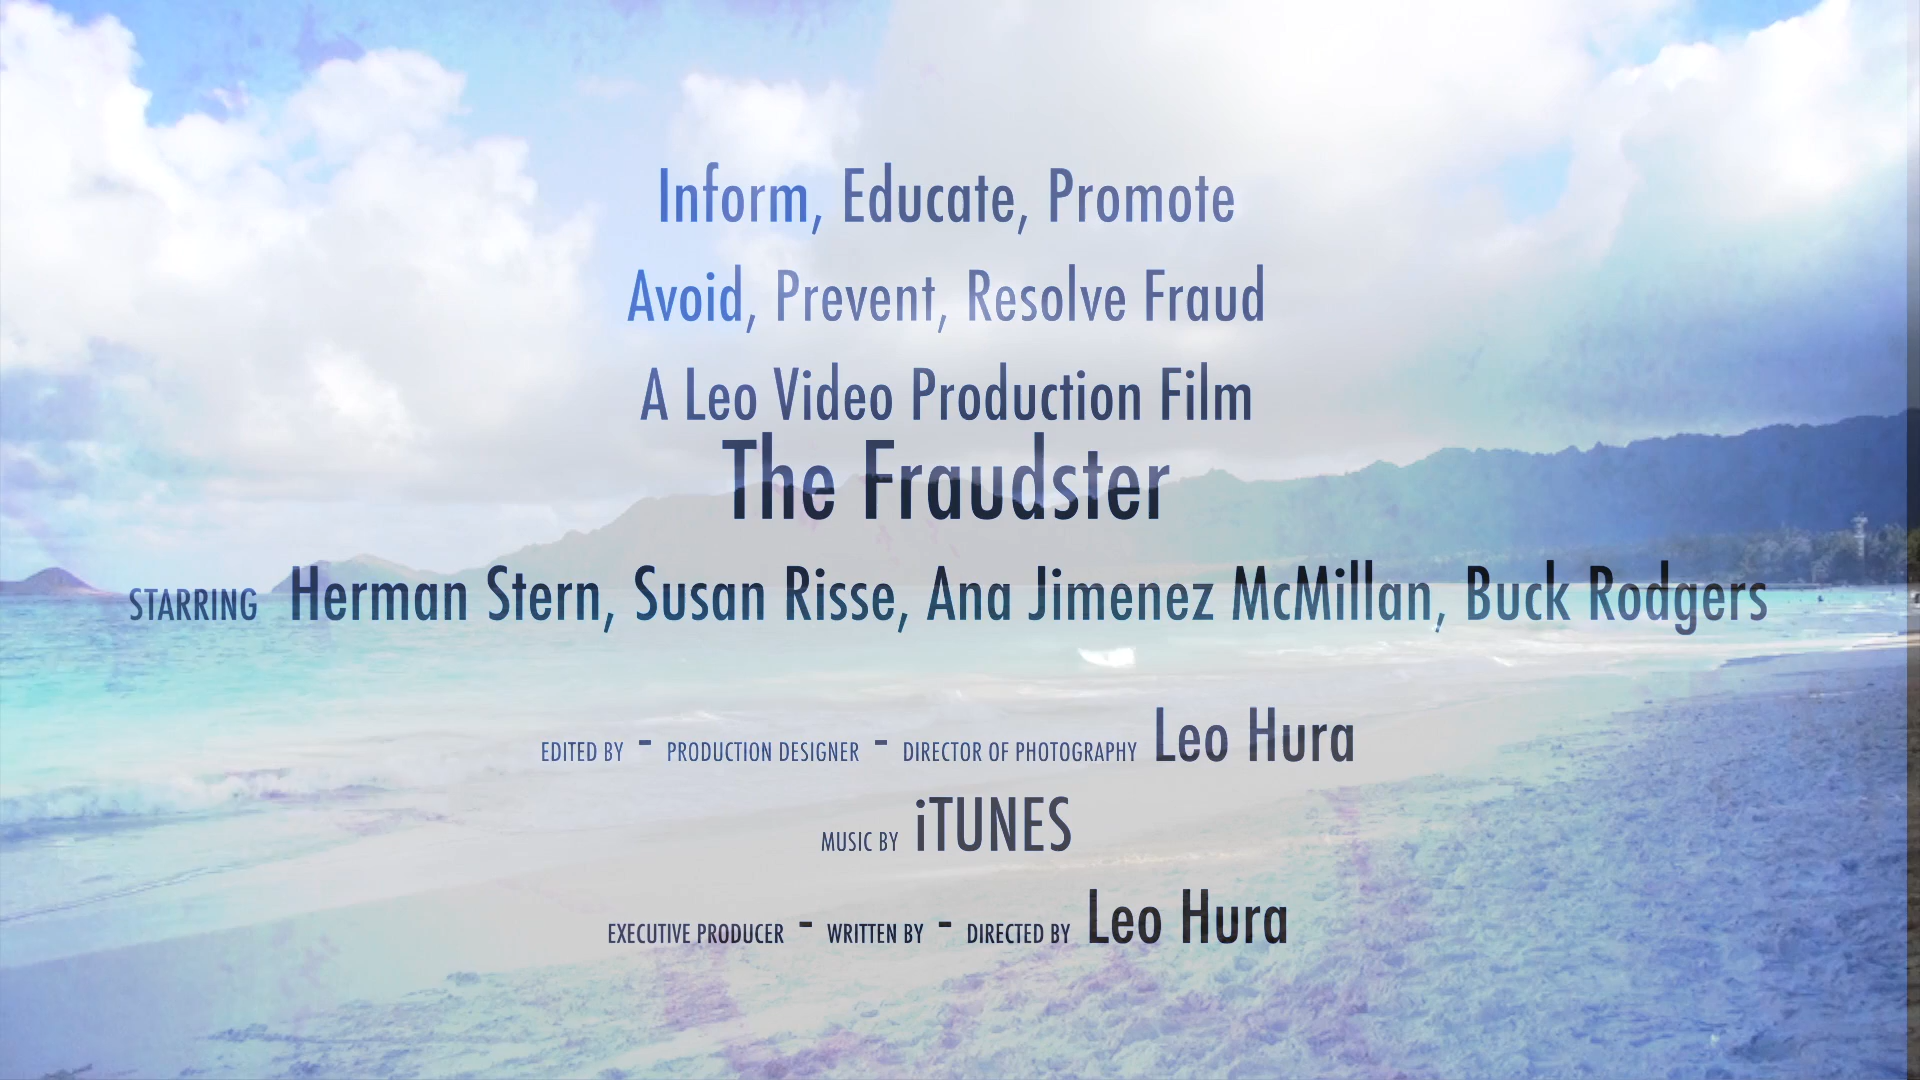 Inform, Educate, Promote
Avoid, Prevent, Resolve Fraud
A Leo Video Production Film
The Fraudster
STARRING Herman Stern, Susan Risse, Ana Jimenez McMillan, Buck Rodgers
EDITED BY - PRODUCTION DESIGNER - DIRECTOR OF PHOTOGRAPHY Leo Hura
MUSIC BY iTUNES
EXECUTIVE PRODUCER - WRITTEN BY - DIRECTED BY Leo Hura